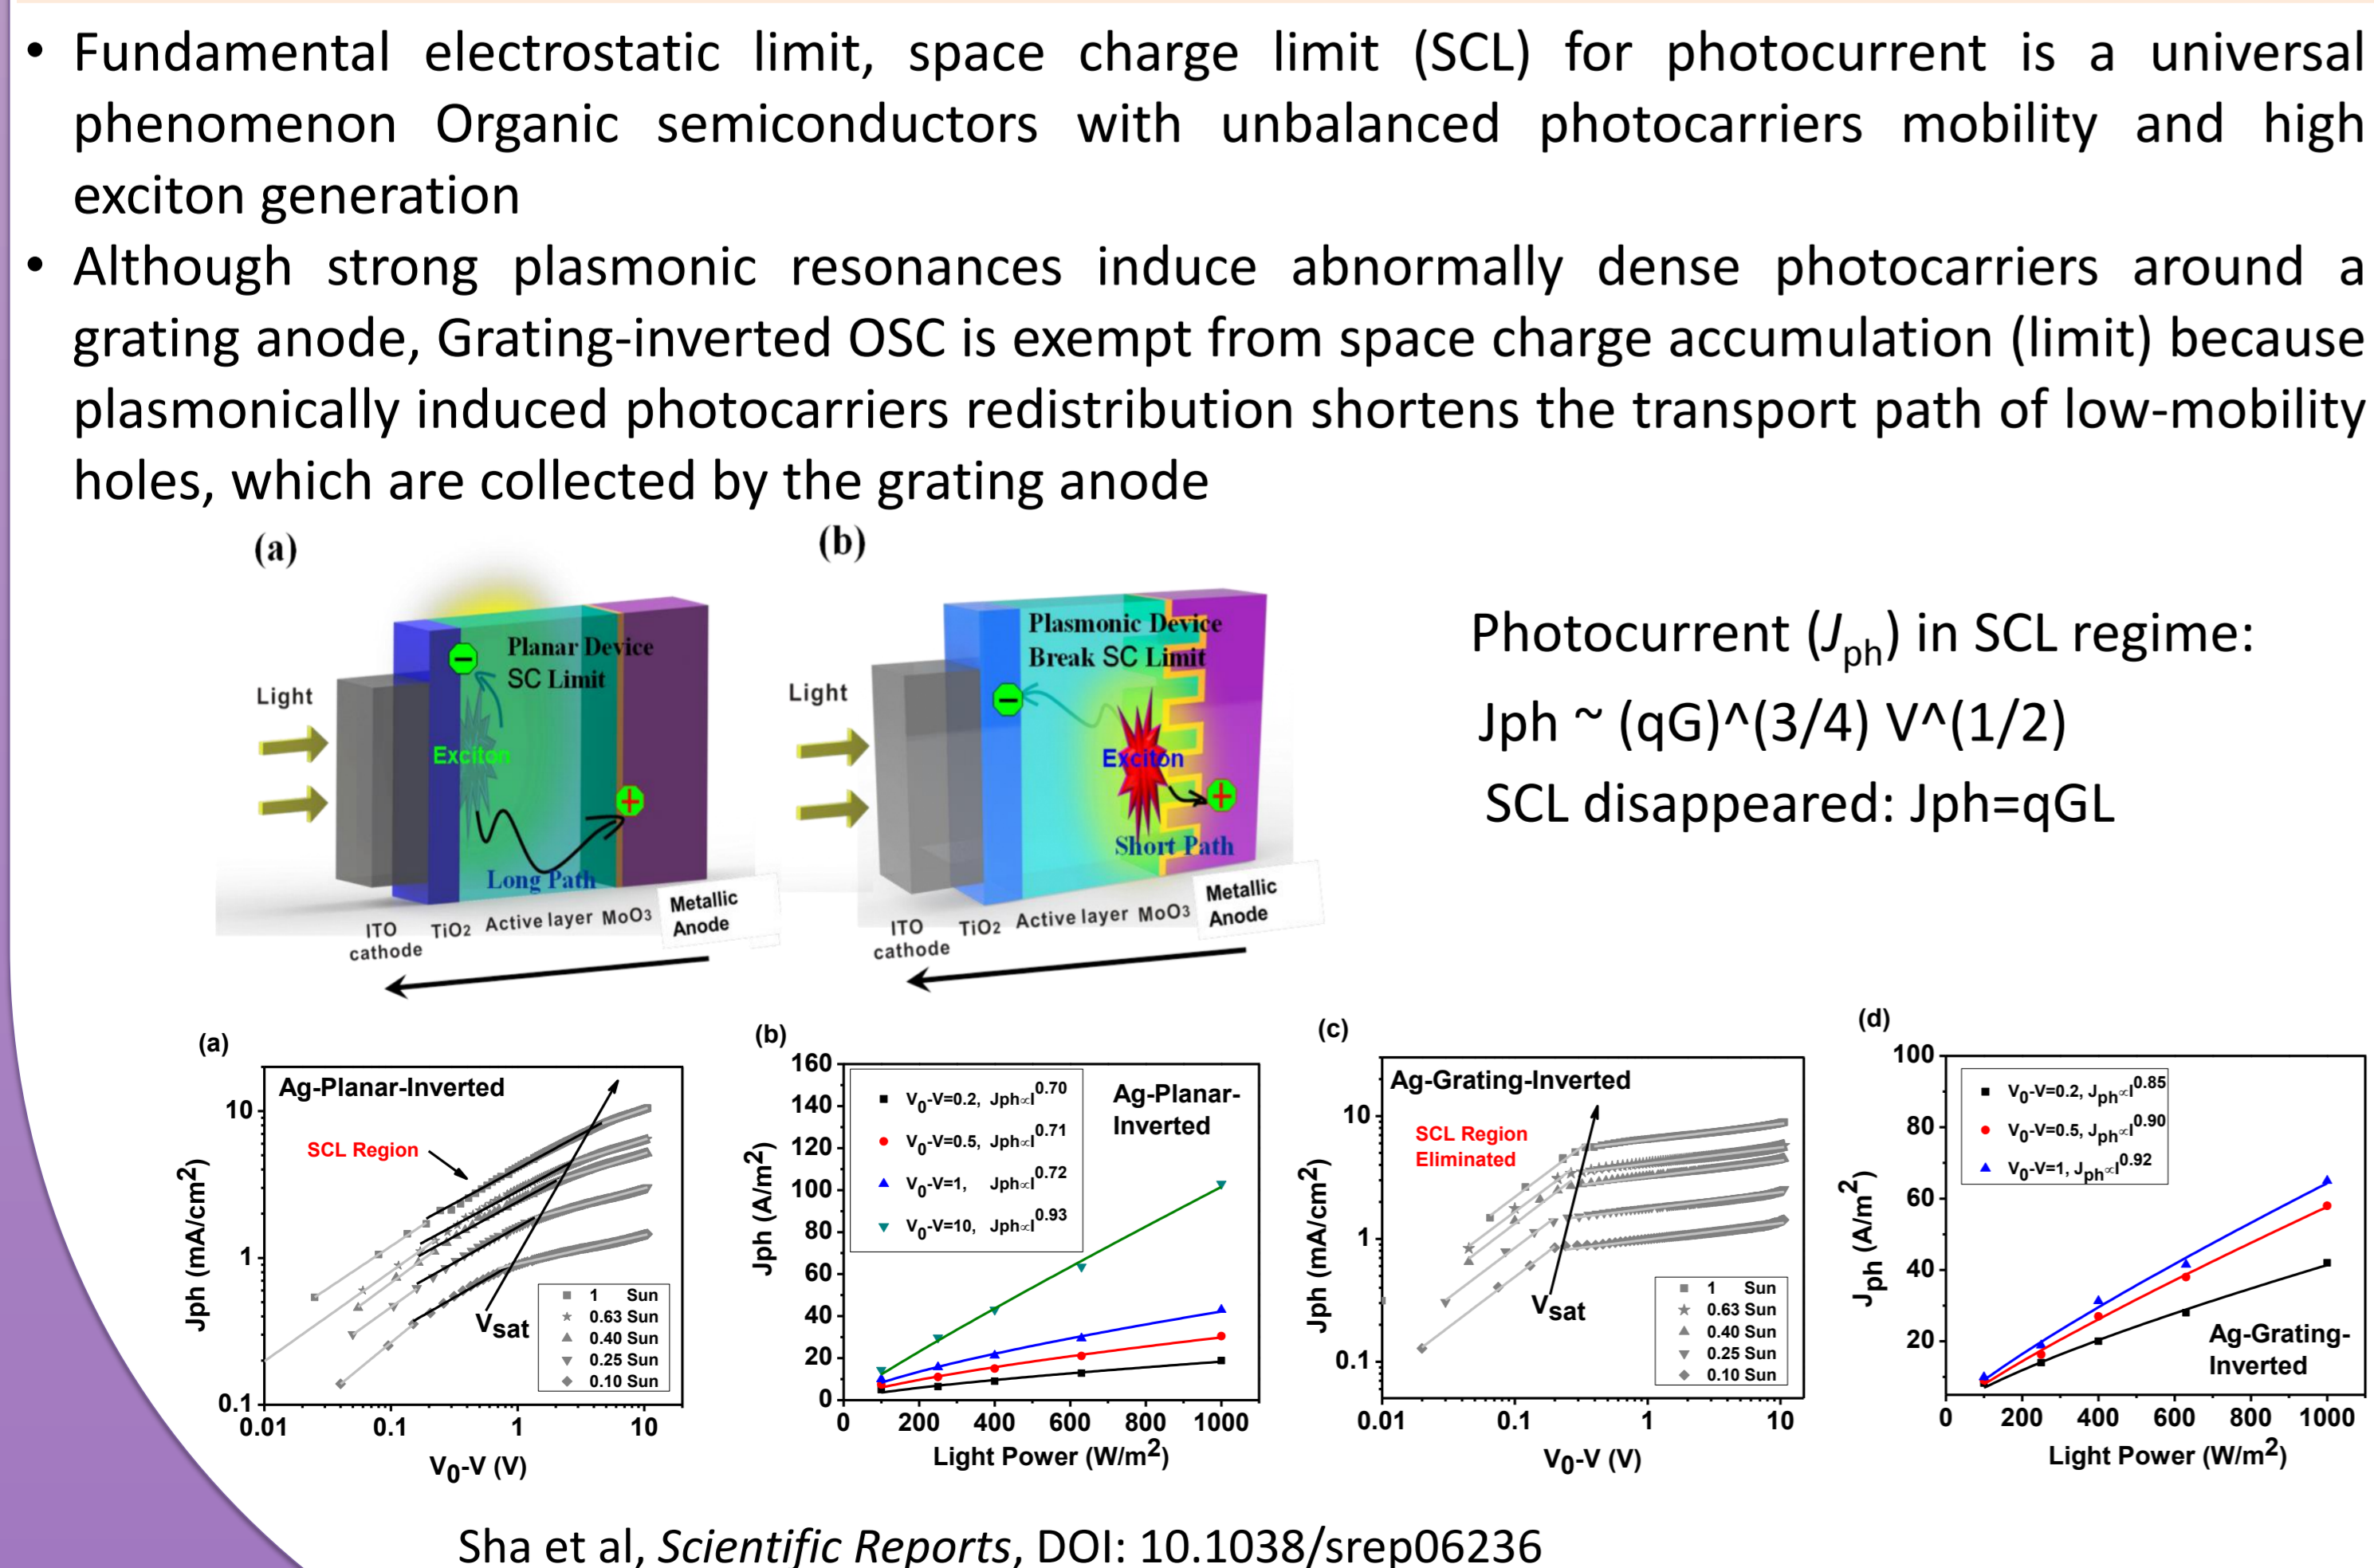 • Fundamental electrostatic limit, space charge limit (SCL) for photocurrent is a universal
phenomenon Organic semiconductors with unbalanced photocarriers mobility and high
exciton generation
• Although strong plasmonic resonances induce abnormally dense photocarriers around a
grating anode, Grating-inverted OSC is exempt from space charge accumulation (limit) because
plasmonically induced photocarriers redistribution shortens the transport path of low-mobility
holes, which are collected by the grating anode
(a)
Planar Device
SC Limit
Light
Exciton
−
+
Long Path
ITO
cathode
TiO2
Active layer
MoO3
Metallic
Anode
(b)
Plasmonic Device
Break SC Limit
Light
Exciton
−
+
Short Path
ITO
cathode
TiO2
Active layer
MoO3
Metallic
Anode
Photocurrent (Jph) in SCL regime:
Jph ~ (qG)^(3/4) V^(1/2)
SCL disappeared: Jph=qGL
(a)
Ag-Planar-Inverted
SCL Region
Vsat
1 Sun
0.63 Sun
0.40 Sun
0.25 Sun
0.10 Sun
Jph (mA/cm2)
10
1
0.1
0.01 0.1 1 10
V0-V (V)
(b)
Ag-Planar-
Inverted
V0-V=0.2, Jph∝I0.70
V0-V=0.5, Jph∝I0.71
V0-V=1, Jph∝I0.72
V0-V=10, Jph∝I0.93
Jph (A/m2)
160
140
120
100
80
60
40
20
0
0 200 400 600 800 1000
Light Power (W/m2)
(c)
Ag-Grating-Inverted
SCL Region
Eliminated
Vsat
1 Sun
0.63 Sun
0.40 Sun
0.25 Sun
0.10 Sun
Jph (mA/cm2)
10
1
0.1
0.01 0.1 1 10
V0-V (V)
(d)
V0-V=0.2, Jph∝I0.85
V0-V=0.5, Jph∝I0.90
V0-V=1, Jph∝I0.92
Ag-Grating-
Inverted
Jph (A/m2)
100
80
60
40
20
0 200 400 600 800 1000
Light Power (W/m2)
Sha et al, Scientific Reports, DOI: 10.1038/srep06236